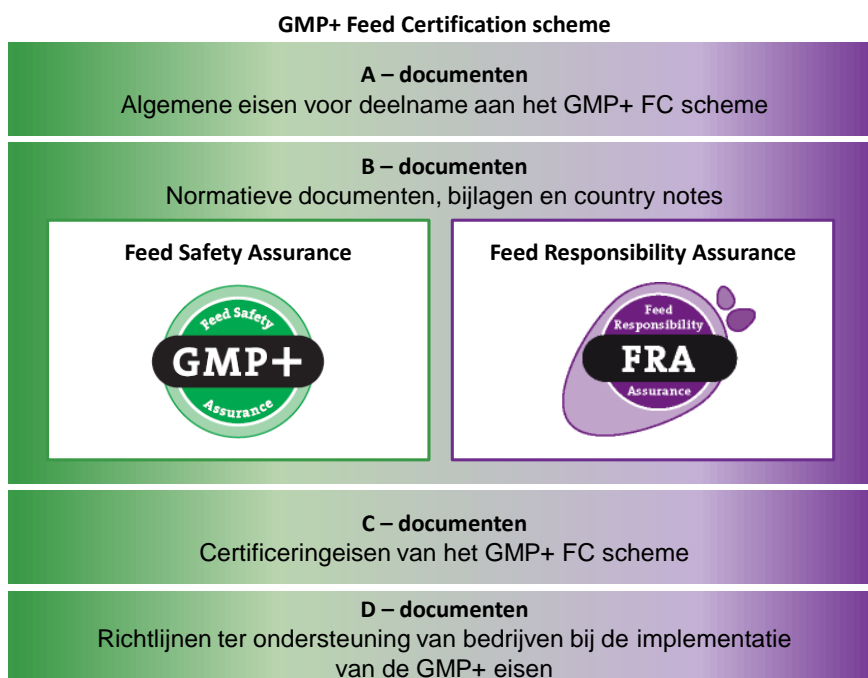 GMP+ Feed Certification scheme
A – documenten
Algemene eisen voor deelname aan het GMP+ FC scheme
B – documenten
Normatieve documenten, bijlagen en country notes
Feed Safety Assurance
Feed Safety
GMP+
Assurance
Feed Responsibility Assurance
Feed
Responsibility
FRA
Assurance
C – documenten
Certificeringeisen van het GMP+ FC scheme
D – documenten
Richtlijnen ter ondersteuning van bedrijven bij de implementatie
van de GMP+ eisen